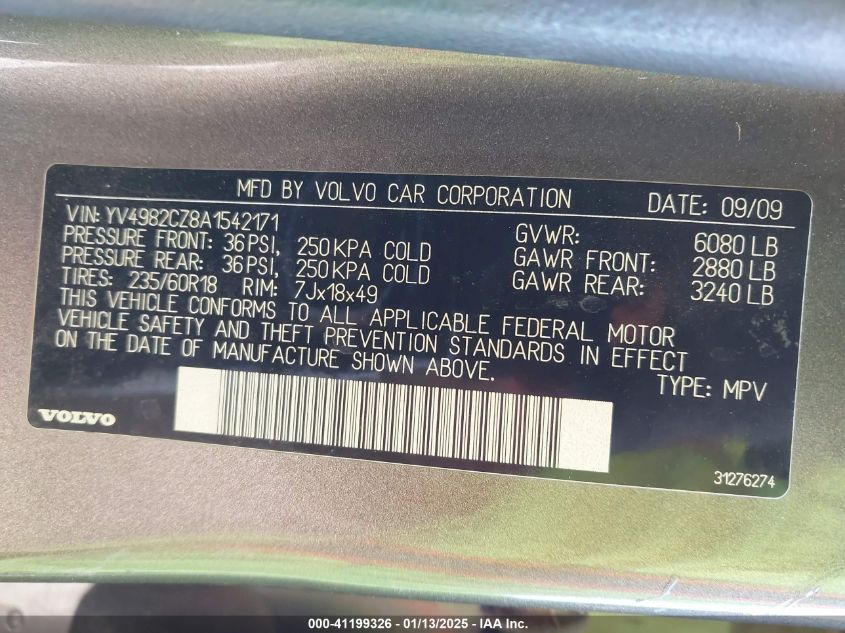 MFD BY VOLVO CAR CORPORATION DATE: 09/09
VIN: YV4982CZ8A1542171 GVWR: 6080 LB
PRESSURE FRONT: 36 PSI, 250 KPA COLD GAWR FRONT: 2880 LB
PRESSURE REAR: 36 PSI, 250 KPA COLD GAWR REAR: 3240 LB
TIRES: 235/60R18 RIM: 7Jx18x49
THIS VEHICLE CONFORMS TO ALL APPLICABLE FEDERAL MOTOR
VEHICLE SAFETY AND THEFT PREVENTION STANDARDS IN EFFECT
ON THE DATE OF MANUFACTURE SHOWN ABOVE.
TYPE: MPV
VOLVO
31276274
000-41199326 | 01/13/2025 | IAA Inc.